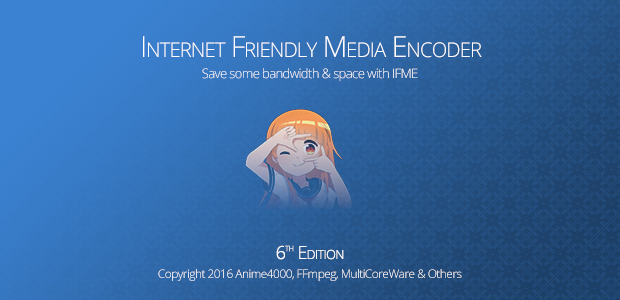 Internet Friendly Media Encoder
Save some bandwidth & space with IFME
6TH Edition
Copyright 2016 Anime4000, FFmpeg, MultiCoreWare & Others